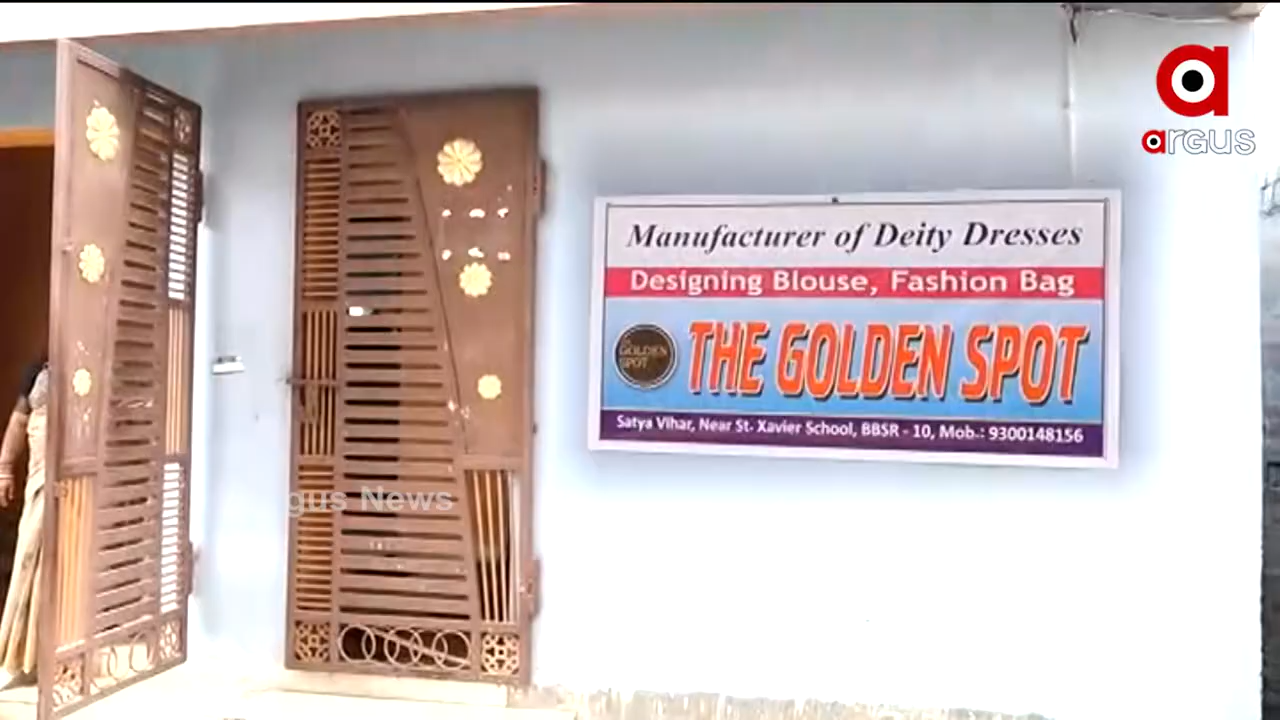 argus
Manufacturer of Deity Dresses
Designing Blouse, Fashion Bag
GOLDEN
SPOT
THE GOLDEN SPOT
Satya Vihar, Near St. Xavier School, BBSR - 10, Mob.: 9300148156
gus News